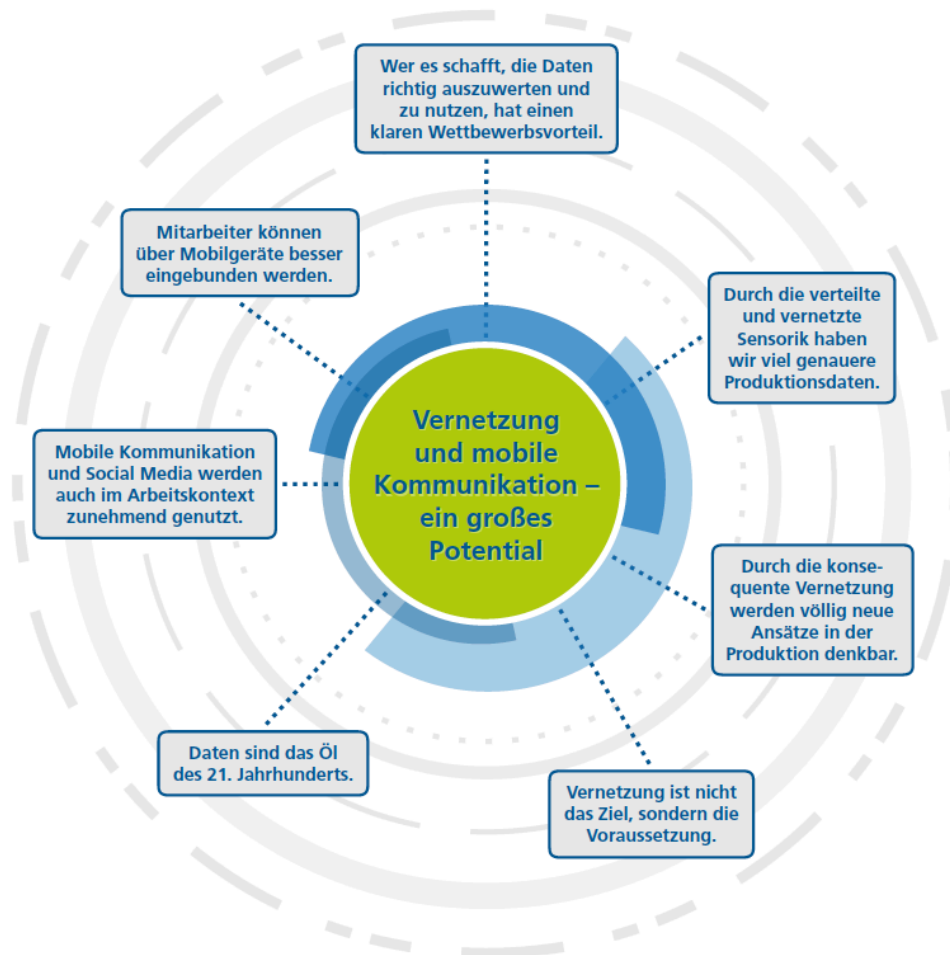 Wer es schafft, die Daten
richtig auszuwerten und
zu nutzen, hat einen
klaren Wettbewerbsvorteil.
Mitarbeiter können
über Mobilgeräte besser
eingebunden werden.
Durch die verteilte
und vernetzte
Sensorik haben
wir viel genauere
Produktionsdaten.
Vernetzung
und mobile
Kommunikation –
ein großes
Potential
Mobile Kommunikation
und Social Media werden
auch im Arbeitskontext
zunehmend genutzt.
Durch die konse-
quente Vernetzung
werden völlig neue
Ansätze in der
Produktion denkbar.
Daten sind das Öl
des 21. Jahrhunderts.
Vernetzung ist nicht
das Ziel, sondern die
Voraussetzung.